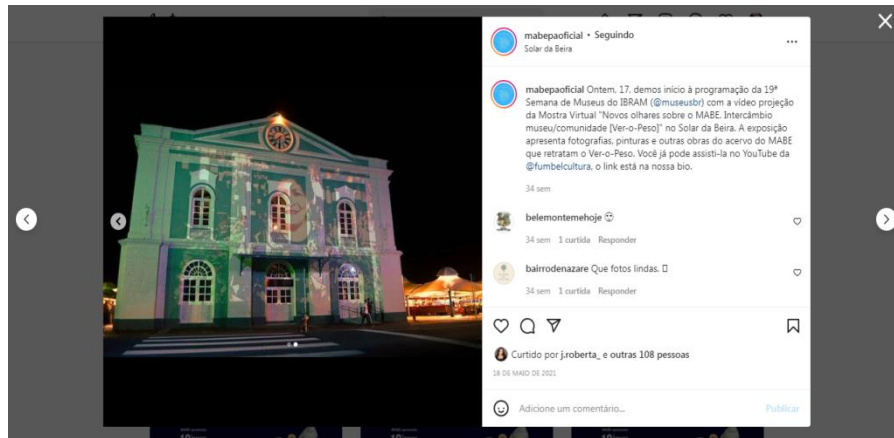 mabepaoficial • Seguindo
Solar da Beira
mabepaoficial Ontem, 17, demos início à programação da 19ª
Semana de Museus do IBRAM (@museusbr) com a vídeo projeção
da Mostra Virtual "Novos olhares sobre o MABE. Intercâmbio
museu/comunidade [Ver-o-Peso]" no Solar da Beira. A exposição
apresenta fotografias, pinturas e outras obras do acervo do MABE
que retratam o Ver-o-Peso. Você já pode assisti-la no YouTube da
@fumbelcultura, o link está na nossa bio.
34 sem
belemontemehoje
34 sem 1 curtida Responder
bairrodenazare Que fotos lindas.
34 sem 1 curtida Responder
Curtido por j.roberta_ e outras 108 pessoas
18 DE MAIO DE 2021
Adicione um comentário... Publicar